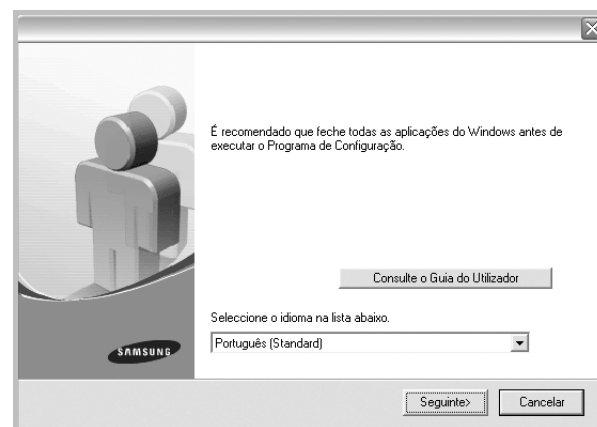 É recomendado que feche todas as aplicações do Windows antes de
executar o Programa de Configuração.
Consulte o Guia do Utilizador
Seleccione o idioma na lista abaixo.
Português (Standard)
SAMSUNG
Seguinte>
Cancelar